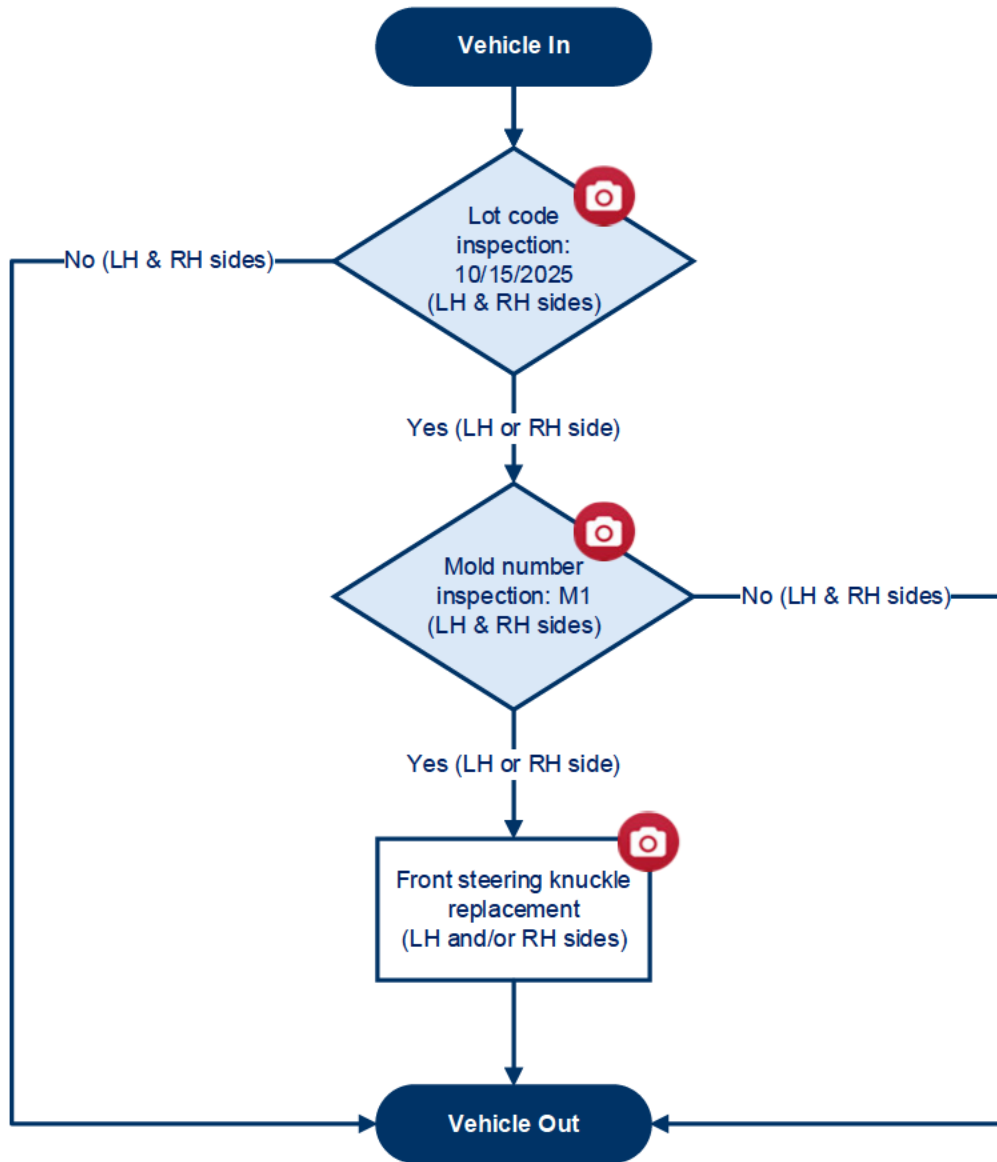 Vehicle In
Lot code
inspection:
10/15/2025
(LH & RH sides)
No (LH & RH sides)
Yes (LH or RH side)
Mold number
inspection: M1
(LH & RH sides)
No (LH & RH sides)
Yes (LH or RH side)
Front steering knuckle
replacement
(LH and/or RH sides)
Vehicle Out